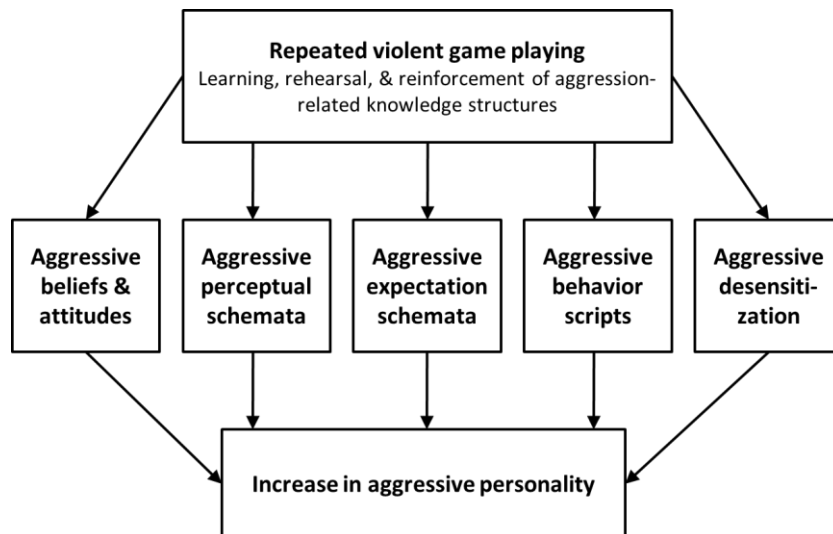 Repeated violent game playing
Learning, rehearsal, & reinforcement of aggression-
related knowledge structures
Aggressive
beliefs &
attitudes
Aggressive
perceptual
schemata
Aggressive
expectation
schemata
Aggressive
behavior
scripts
Aggressive
desensiti-
zation
Increase in aggressive personality